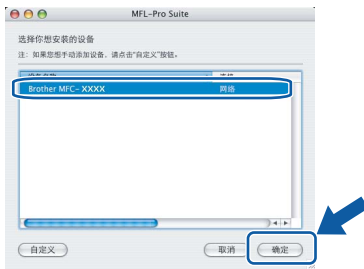 MFL-Pro Suite
选择你想安装的设备
注: 如果您想手动添加设备，请点击“自定义”按钮。
Brother MFC- XXXX 网络
自定义 取消 确定